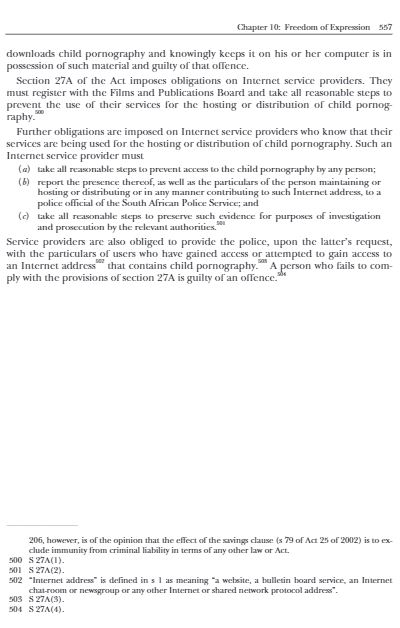 Chapter 10: Freedom of Expression 557
downloads child pornography and knowingly keeps it on his or her computer is in
possession of such material and guilty of that offence.
Section 27A of the Act imposes obligations on Internet service providers. They
must register with the Films and Publications Board and take all reasonable steps to
prevent the use of their services for the hosting or distribution of child pornog-
raphy.500
Further obligations are imposed on Internet service providers who know that their
services are being used for the hosting or distribution of child pornography. Such an
Internet service provider must
(a) take all reasonable steps to prevent access to the child pornography by any person;
(b) report the presence thereof, as well as the particulars of the person maintaining or
hosting or distributing or in any manner contributing to such Internet address, to a
police official of the South African Police Service; and
(c) take all reasonable steps to preserve such evidence for purposes of investigation
and prosecution by the relevant authorities.501
Service providers are also obliged to provide the police, upon the latter's request,
with the particulars of users who have gained access or attempted to gain access to
an Internet address502 that contains child pornography.503 A person who fails to com-
ply with the provisions of section 27A is guilty of an offence.504
206, however, is of the opinion that the effect of the savings clause (s 79 of Act 25 of 2002) is to ex-
clude immunity from criminal liability in terms of any other law or Act.
500 S 27A(1).
501 S 27A(2).
502 "Internet address" is defined in s 1 as meaning "a website, a bulletin board service, an Internet
chat-room or newsgroup or any other Internet or shared network protocol address".
503 S 27A(3).
504 S 27A(4).